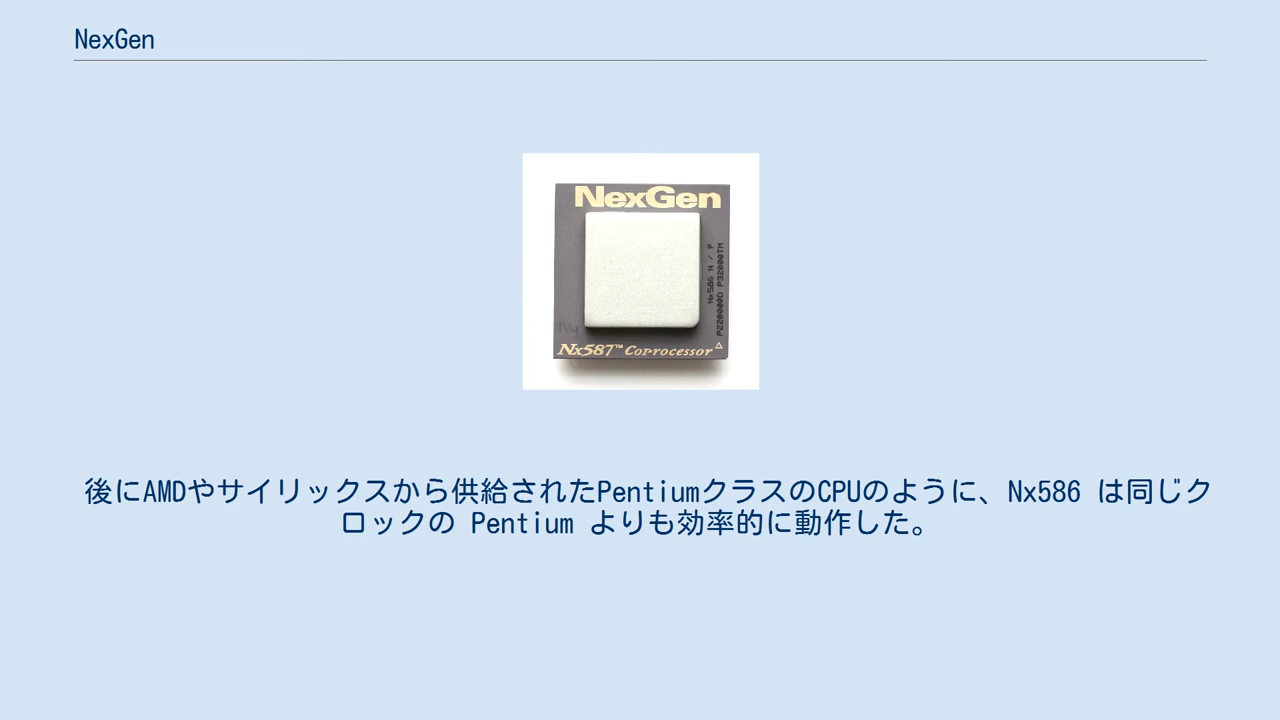 NexGen
NexGen
Nx586 N / P
P220000D P32000TM
Nx587™ Coprocessor
後にAMDやサイリックスから供給されたPentiumクラスのCPUのように、Nx586 は同じク
ロックの Pentium よりも効率的に動作した。